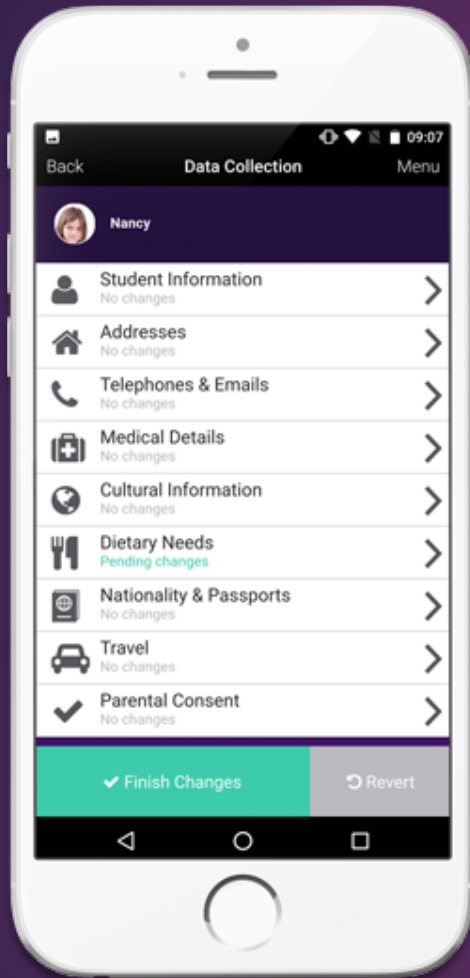 09:07
Back Data Collection Menu
Nancy
Student Information
No changes
Addresses
No changes
Telephones & Emails
No changes
Medical Details
No changes
Cultural Information
No changes
Dietary Needs
Pending changes
Nationality & Passports
No changes
Travel
No changes
Parental Consent
No changes
Finish Changes Revert